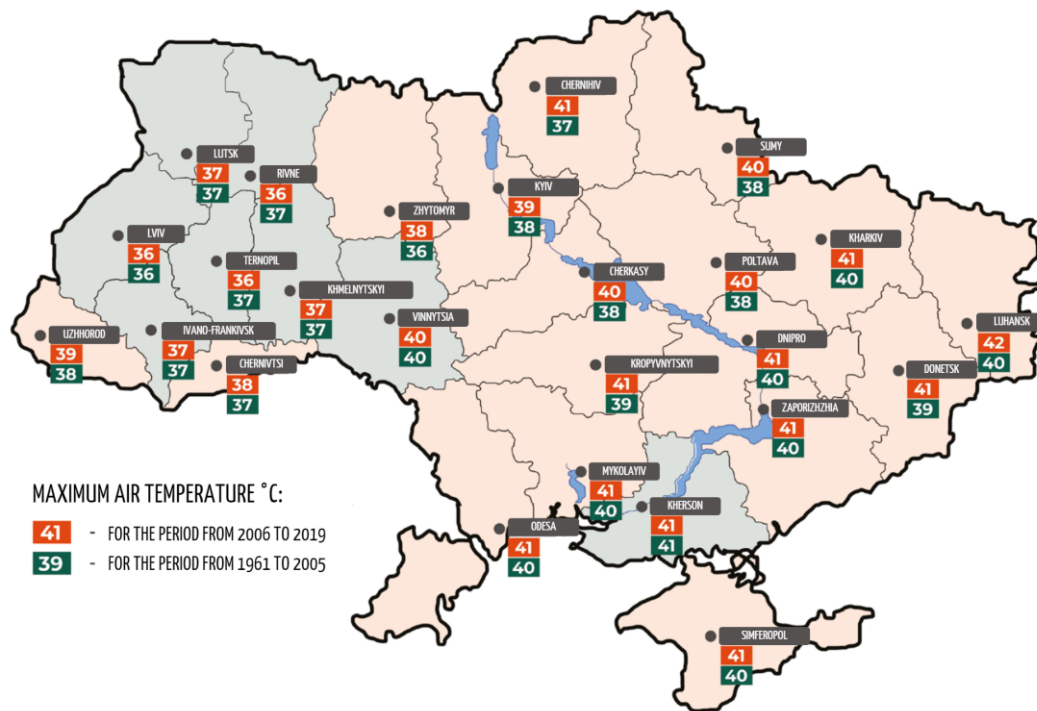 CHERNIHIV
41
37
SUMY
40
38
LUTSK
37
37
RIVNE
36
37
KYIV
39
38
ZHYTOMYR
38
36
LVIV
36
36
KHARKIV
41
40
TERNOPIL
36
37
POLTAVA
40
38
CHERKASY
40
38
KHMELNYTSKYI
37
37
VINNYTSIA
40
40
LUHANSK
42
40
UZHHOROD
39
38
IVANO-FRANKIVSK
37
37
DNIPRO
41
40
CHERNIVTSI
38
37
KROPYVNYTSKYI
41
39
DONETSK
41
39
ZAPORIZHZHIA
41
40
MYKOLAYIV
41
40
KHERSON
41
41
ODESA
41
40
SIMFEROPOL
41
40
MAXIMUM AIR TEMPERATURE °C:
41 - FOR THE PERIOD FROM 2006 TO 2019
39 - FOR THE PERIOD FROM 1961 TO 2005